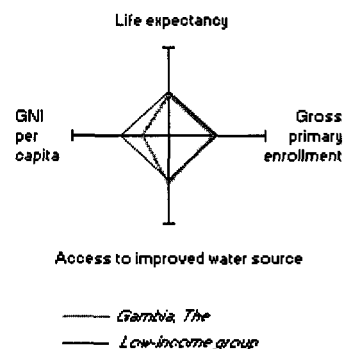 Life expectancy
GNI
per
capita
Gross
primary
enrollment
Access to improved water source
Gambia, The
Low-income group